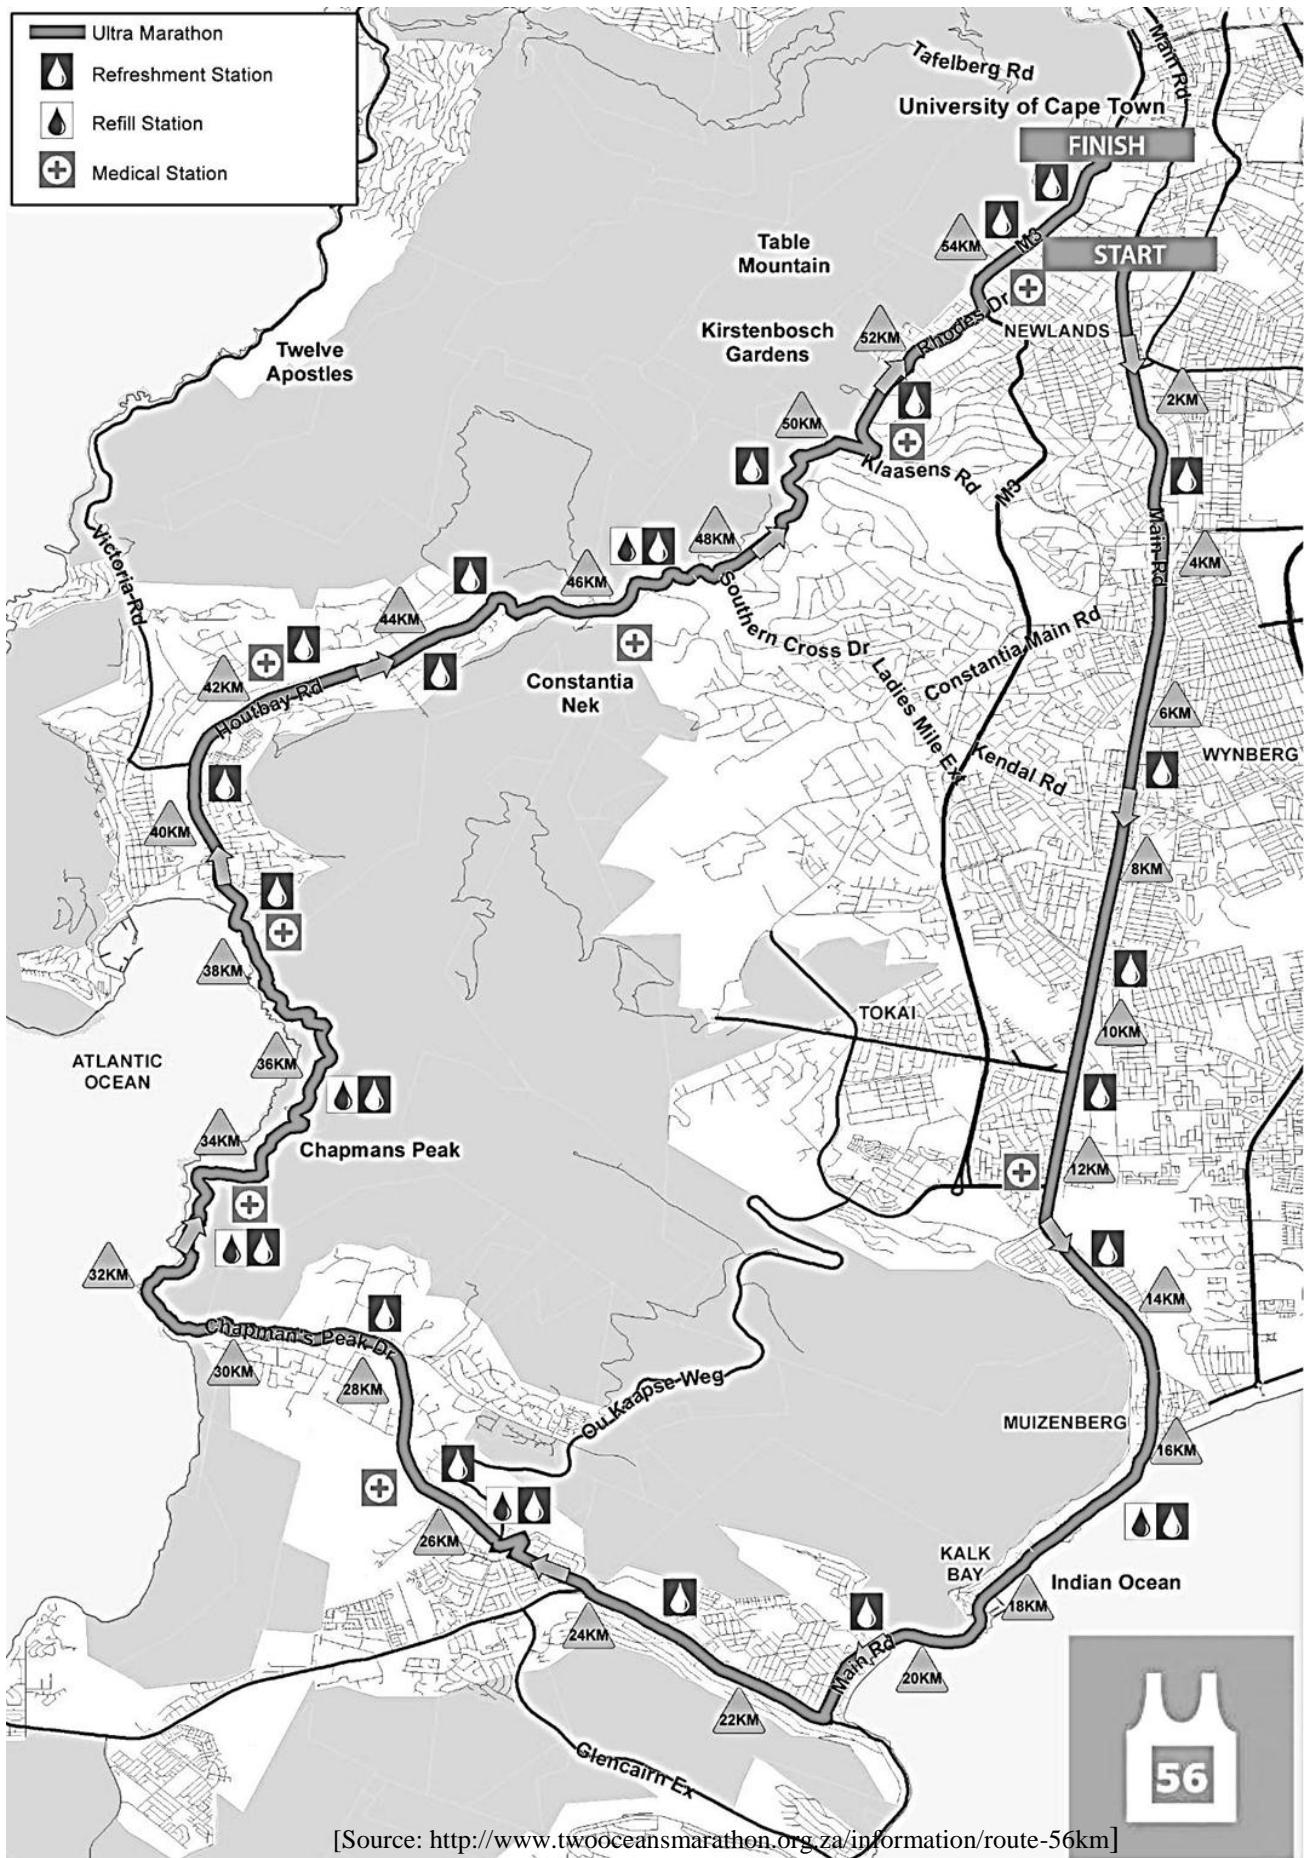 Ultra Marathon
Refreshment Station
Refill Station
Medical Station
Tafelberg Rd
Main Rd
University of Cape Town
FINISH
54KM
M3
START
Table
Mountain
Rhodes Dr
NEWLANDS
52KM
Kirstenbosch
Gardens
Twelve
Apostles
2KM
50KM
Klaasens Rd
M3
Main Rd
48KM
4KM
Victoria Rd
46KM
44KM
Southern Cross Dr
Constantia Main Rd
42KM
Houtbay Rd
Constantia
Nek
Ladies Mile Ex
6KM
WYNBERG
Kendal Rd
40KM
8KM
38KM
TOKAI
10KM
ATLANTIC
OCEAN
36KM
34KM
Chapmans Peak
12KM
32KM
14KM
Chapman's Peak Dr
30KM
28KM
Ou Kaapse Weg
MUIZENBERG
16KM
26KM
KALK
BAY
Indian Ocean
18KM
24KM
Main Rd
20KM
22KM
Glencairn Ex
56
[Source: http://www.twooceansmarathon.org.za/information/route-56km]